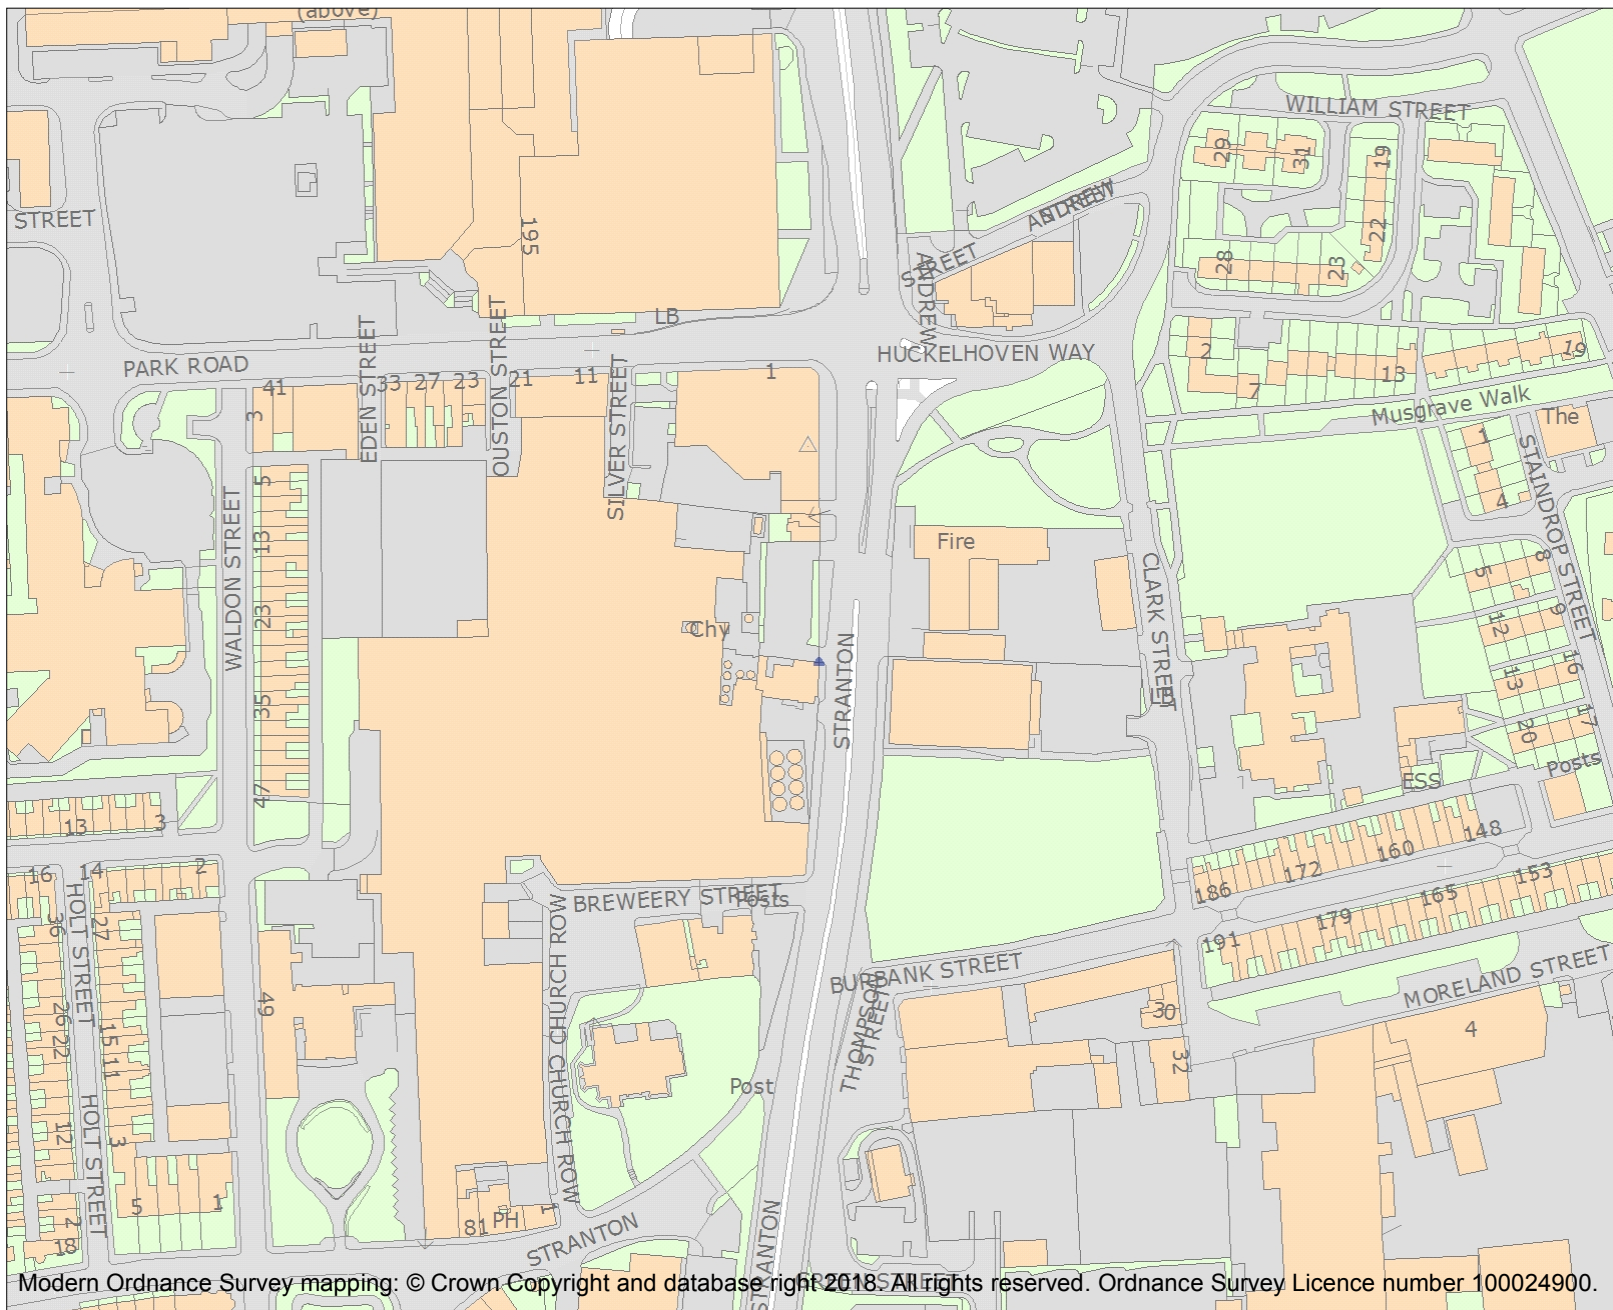 (above)
WILLIAM STREET
29
31
19
STREET
195
ANDREW
STREET
22
STREET
28
23
ANDREW
LB
OUSTON STREET
EDEN STREET
PARK ROAD
HUCKELHOVEN WAY
2
19
41
33
27
23
21
11
1
SILVER STREET
7
13
Musgrave Walk
3
The
1
STAINDROP STREET
4
5
WALDON STREET
13
Fire
CLARK STREET
8
5
9
23
Chy
12
STRANTON
16
13
35
LB
17
20
ESS
Posts
47
13
3
148
160
172
16
14
2
186
153
165
BREWEERY STREET
Posts
179
36
HOLT STREET
27
191
CHURCH ROW
BURBANK STREET
MORELAND STREET
49
THOMPSON
STREET
30
26
22
15
11
4
32
CHURCH ROW
Post
12
HOLT STREET
3
5
1
2
18
81
PH
1
STRANTON
STRANTON
GREEN STREET
Modern Ordnance Survey mapping: © Crown Copyright and database right 2018. All rights reserved. Ordnance Survey Licence number 100024900.